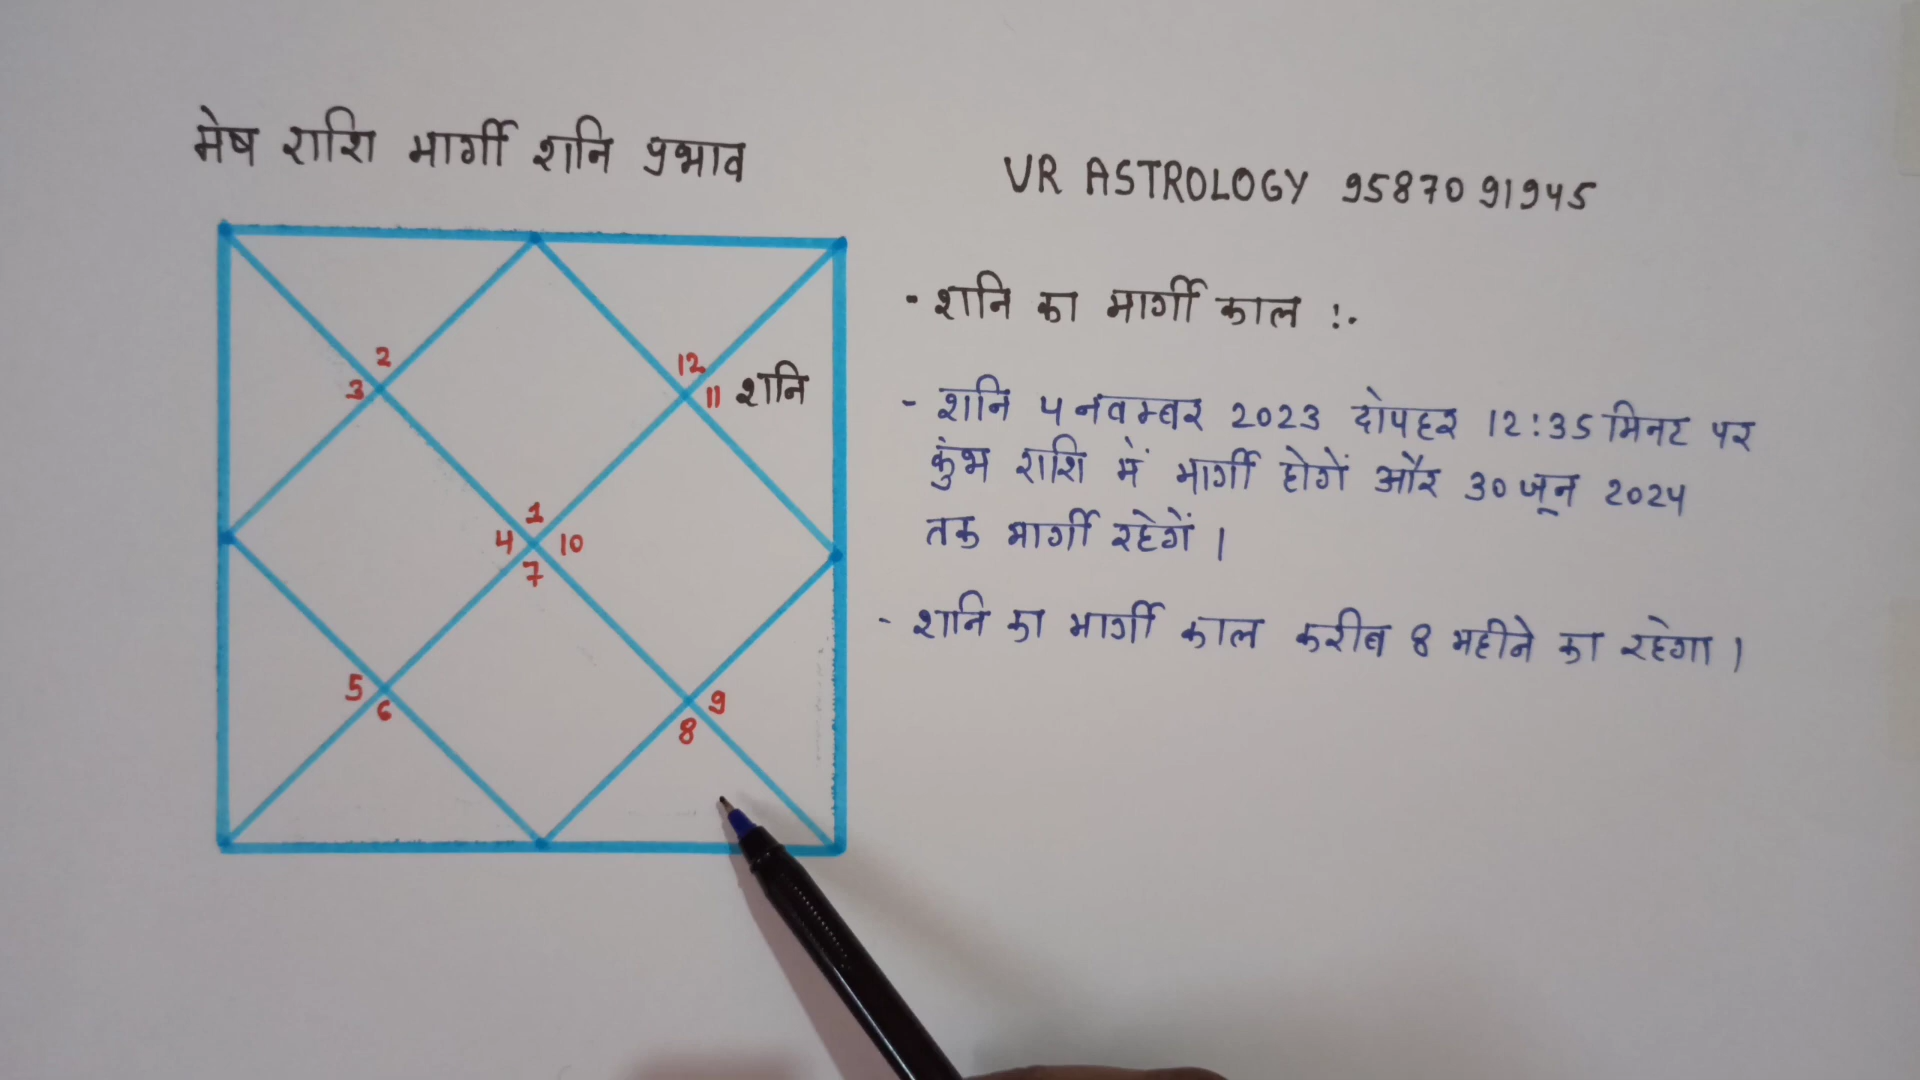 मेष राशि मार्गी शनि प्रभाव
VR ASTROLOGY 9587091945
2
3
12
11 शनि
1
4 10
7
5
6
9
8
- शनि का मार्गी काल :-
- शनि 4 नवम्बर 2023 दोपहर 12:35 मिनट पर
कुंभ राशि में मार्गी होगें और 30 जून 2024
तक मार्गी रहेगें ।
- शनि का मार्गी काल करीब 8 महीने का रहेगा ।